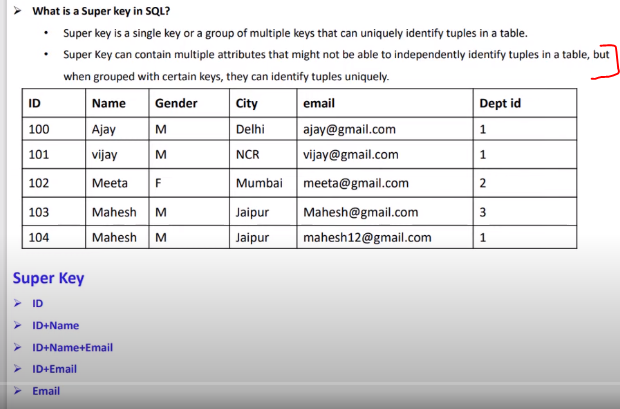 What is a Super key in SQL?
Super key is a single key or a group of multiple keys that can uniquely identify tuples in a table.
Super Key can contain multiple attributes that might not be able to independently identify tuples in a table, but
when grouped with certain keys, they can identify tuples uniquely.
ID Name Gender City email Dept id
100 Ajay M Delhi ajay@gmail.com 1
101 vijay M NCR vijay@gmail.com 1
102 Meeta F Mumbai meeta@gmail.com 2
103 Mahesh M Jaipur Mahesh@gmail.com 3
104 Mahesh M Jaipur mahesh12@gmail.com 1
Super Key
ID
ID+Name
ID+Name+Email
ID+Email
Email